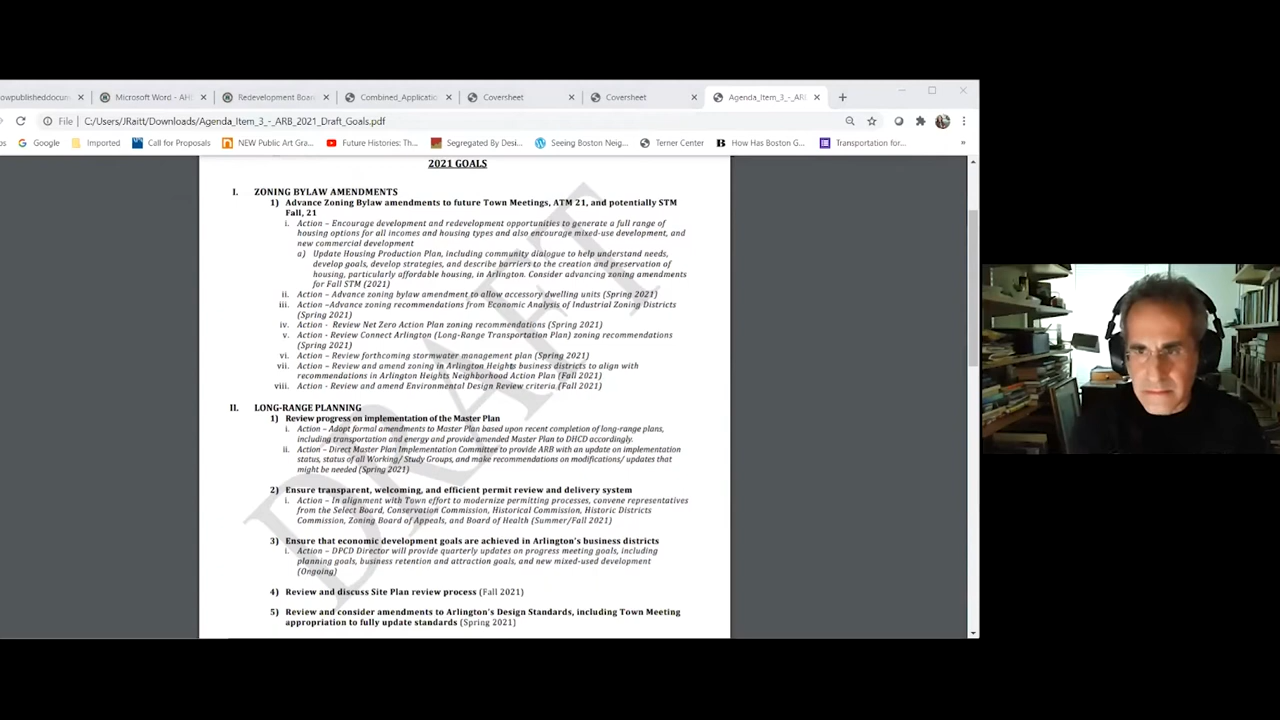 owpublisheddocun
Microsoft Word - AH
Redevelopment Boar
Combined_Applicatio
Coversheet
Coversheet
Agenda_Item_3_-_ARB
File C:/Users/JRaitt/Downloads/Agenda_Item_3_-_ARB_2021_Draft_Goals.pdf
ps Google Imported Call for Proposals NEW Public Art Gra... Future Histories: Th... Segregated By Desi... Seeing Boston Neig... Terner Center How Has Boston G... Transportation for...
2021 GOALS
I. ZONING BYLAW AMENDMENTS
1) Advance Zoning Bylaw amendments to future Town Meetings, ATM 21, and potentially STM
Fall, 21
i. Action – Encourage development and redevelopment opportunities to generate a full range of
housing options for all incomes and housing types and also encourage mixed-use development, and
new commercial development
a) Update Housing Production Plan, including community dialogue to help understand needs,
develop goals, develop strategies, and describe barriers to the creation and preservation of
housing, particularly affordable housing, in Arlington. Consider advancing zoning amendments
for Fall STM (2021)
ii. Action – Advance zoning bylaw amendment to allow accessory dwelling units (Spring 2021)
iii. Action –Advance zoning recommendations from Economic Analysis of Industrial Zoning Districts
(Spring 2021)
iv. Action - Review Net Zero Action Plan zoning recommendations (Spring 2021)
v. Action - Review Connect Arlington (Long-Range Transportation Plan) zoning recommendations
(Spring 2021)
vi. Action – Review forthcoming stormwater management plan (Spring 2021)
vii. Action - Review and amend zoning in Arlington Heights business districts to align with
recommendations in Arlington Heights Neighborhood Action Plan (Fall 2021)
viii. Action - Review and amend Environmental Design Review criteria (Fall 2021)
II. LONG-RANGE PLANNING
1) Review progress on implementation of the Master Plan
i. Action – Adopt formal amendments to Master Plan based upon recent completion of long-range plans,
including transportation and energy and provide amended Master Plan to DHCD accordingly.
ii. Action – Direct Master Plan Implementation Committee to provide ARB with an update on implementation
status, status of all Working/ Study Groups, and make recommendations on modifications/ updates that
might be needed (Spring 2021)
2) Ensure transparent, welcoming, and efficient permit review and delivery system
i. Action – In alignment with Town effort to modernize permitting processes, convene representatives
from the Select Board, Conservation Commission, Historical Commission, Historic Districts
Commission, Zoning Board of Appeals, and Board of Health (Summer/Fall 2021)
3) Ensure that economic development goals are achieved in Arlington's business districts
i. Action – DPCD Director will provide quarterly updates on progress meeting goals, including
planning goals, business retention and attraction goals, and new mixed-used development
(Ongoing)
4) Review and discuss Site Plan review process (Fall 2021)
5) Review and consider amendments to Arlington's Design Standards, including Town Meeting
appropriation to fully update standards (Spring 2021)
DRAFT